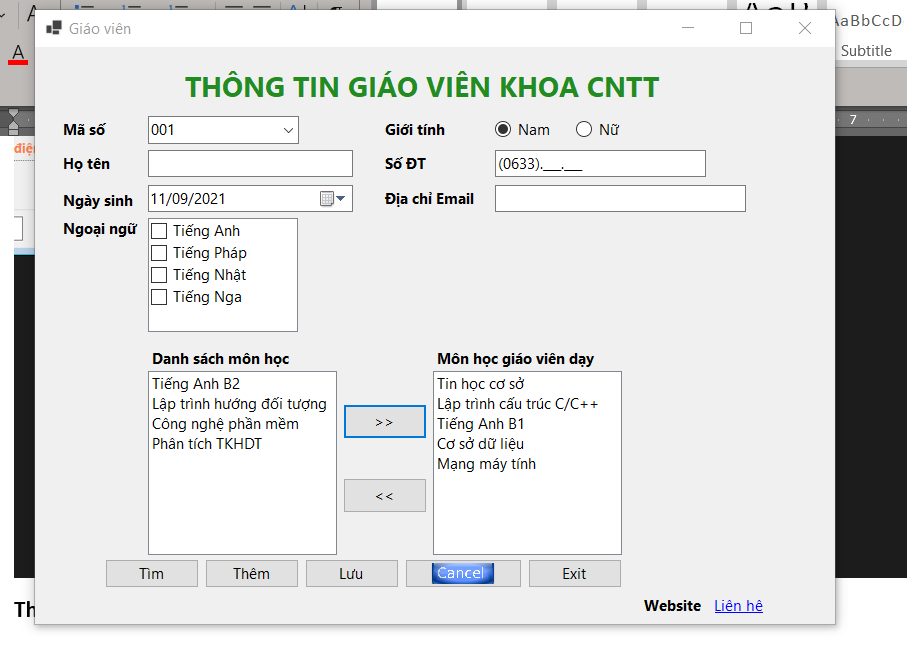 Giáo viên
AaBbCcD
Subtitle
A
7
THÔNG TIN GIÁO VIÊN KHOA CNTT
Mã số 001 Giới tính Nam Nữ
Họ tên Số ĐT (0633).___.___
Ngày sinh 11/09/2021 Địa chỉ Email
Ngoại ngữ
Tiếng Anh
Tiếng Pháp
Tiếng Nhật
Tiếng Nga
điện
Danh sách môn học
Tiếng Anh B2
Lập trình hướng đối tượng
Công nghệ phần mềm
Phân tích TKHDT
>>
<<
Môn học giáo viên dạy
Tin học cơ sở
Lập trình cấu trúc C/C++
Tiếng Anh B1
Cơ sở dữ liệu
Mạng máy tính
Tìm Thêm Lưu Cancel Exit
Website Liên hê
Th